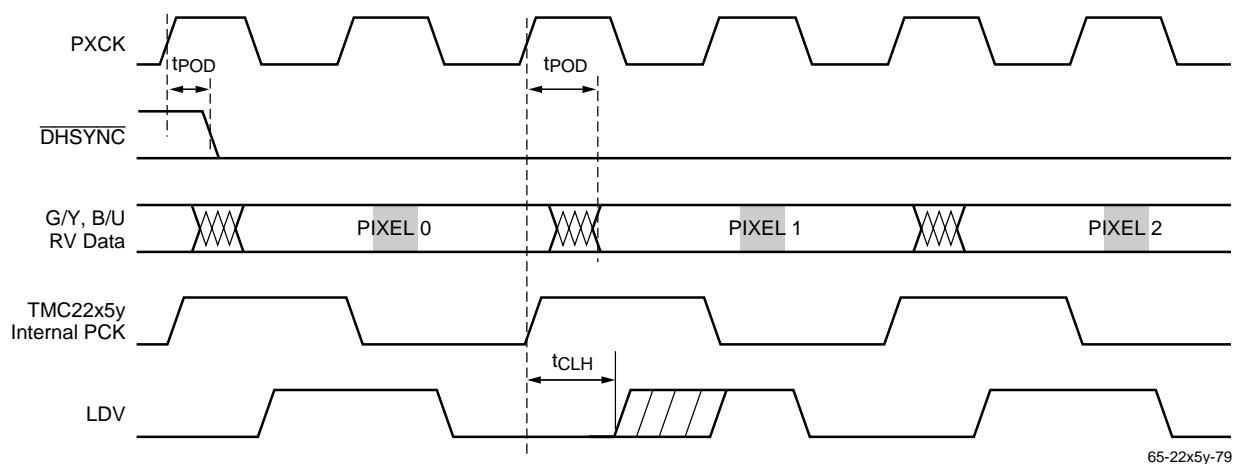 PXCK
tPOD
tPOD
DHSYNC
G/Y, B/U
RV Data
PIXEL 0
PIXEL 1
PIXEL 2
TMC22x5y
Internal PCK
tCLH
LDV
65-22x5y-79